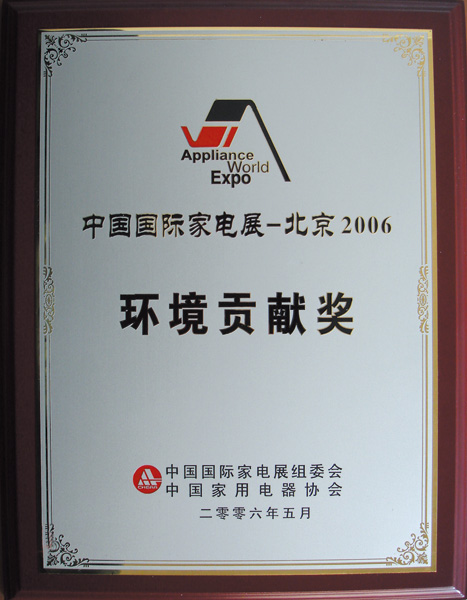 Appliance
World
Expo
中国国际家电展-北京2006
环境贡献奖
中国国际家电展组委会
中国家用电器协会
二零零六年五月